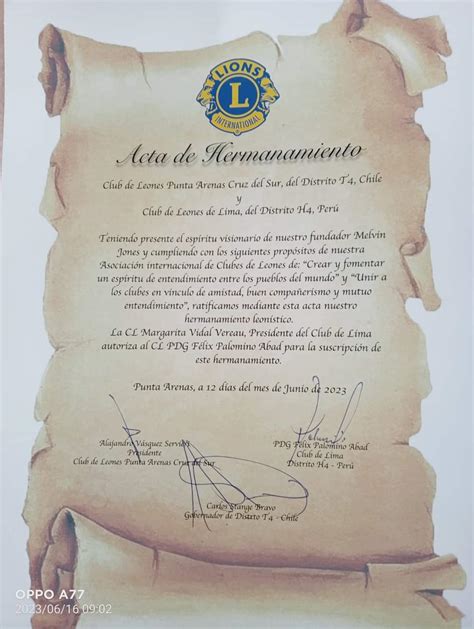 LIONS
L
INTERNATIONAL
Acta de Hermanamiento
Club de Leones Punta Arenas Cruz del Sur, del Distrito T4, Chile
y
Club de Leones de Lima, del Distrito H4, Perú
Teniendo presente el espiritu visionario de nuestro fundador Melvin
Jones y cumpliendo con los siguientes propósitos de nuestra
Asociación internacional de Clubes de Leones de: “Crear y fomentar
un espíritu de entendimiento entre los pueblos del mundo” y “Unir a
los clubes en vinculo de amistad, buen compañerismo y mutuo
entendimiento”, ratificamos mediante esta acta nuestro
hermanamiento leonístico.
La CL Margarita Vidal Vereau, Presidente del Club de Lima
autoriza al CL PDG Félix Palomino Abad para la suscripción de
este hermanamiento.
Punta Arenas, a 12 días del mes de Junio de 2023
Alejandro Vásquez Servieri
Presidente
Club de Leones Punta Arenas Cruz del Sur
PDG Félix Palomino Abad
Club de Lima
Distrito H4 - Perú
Carlos Stange Bravo
Gobernador de Distrito T4 - Chile
OPPO A77
2023/06/16 09:02